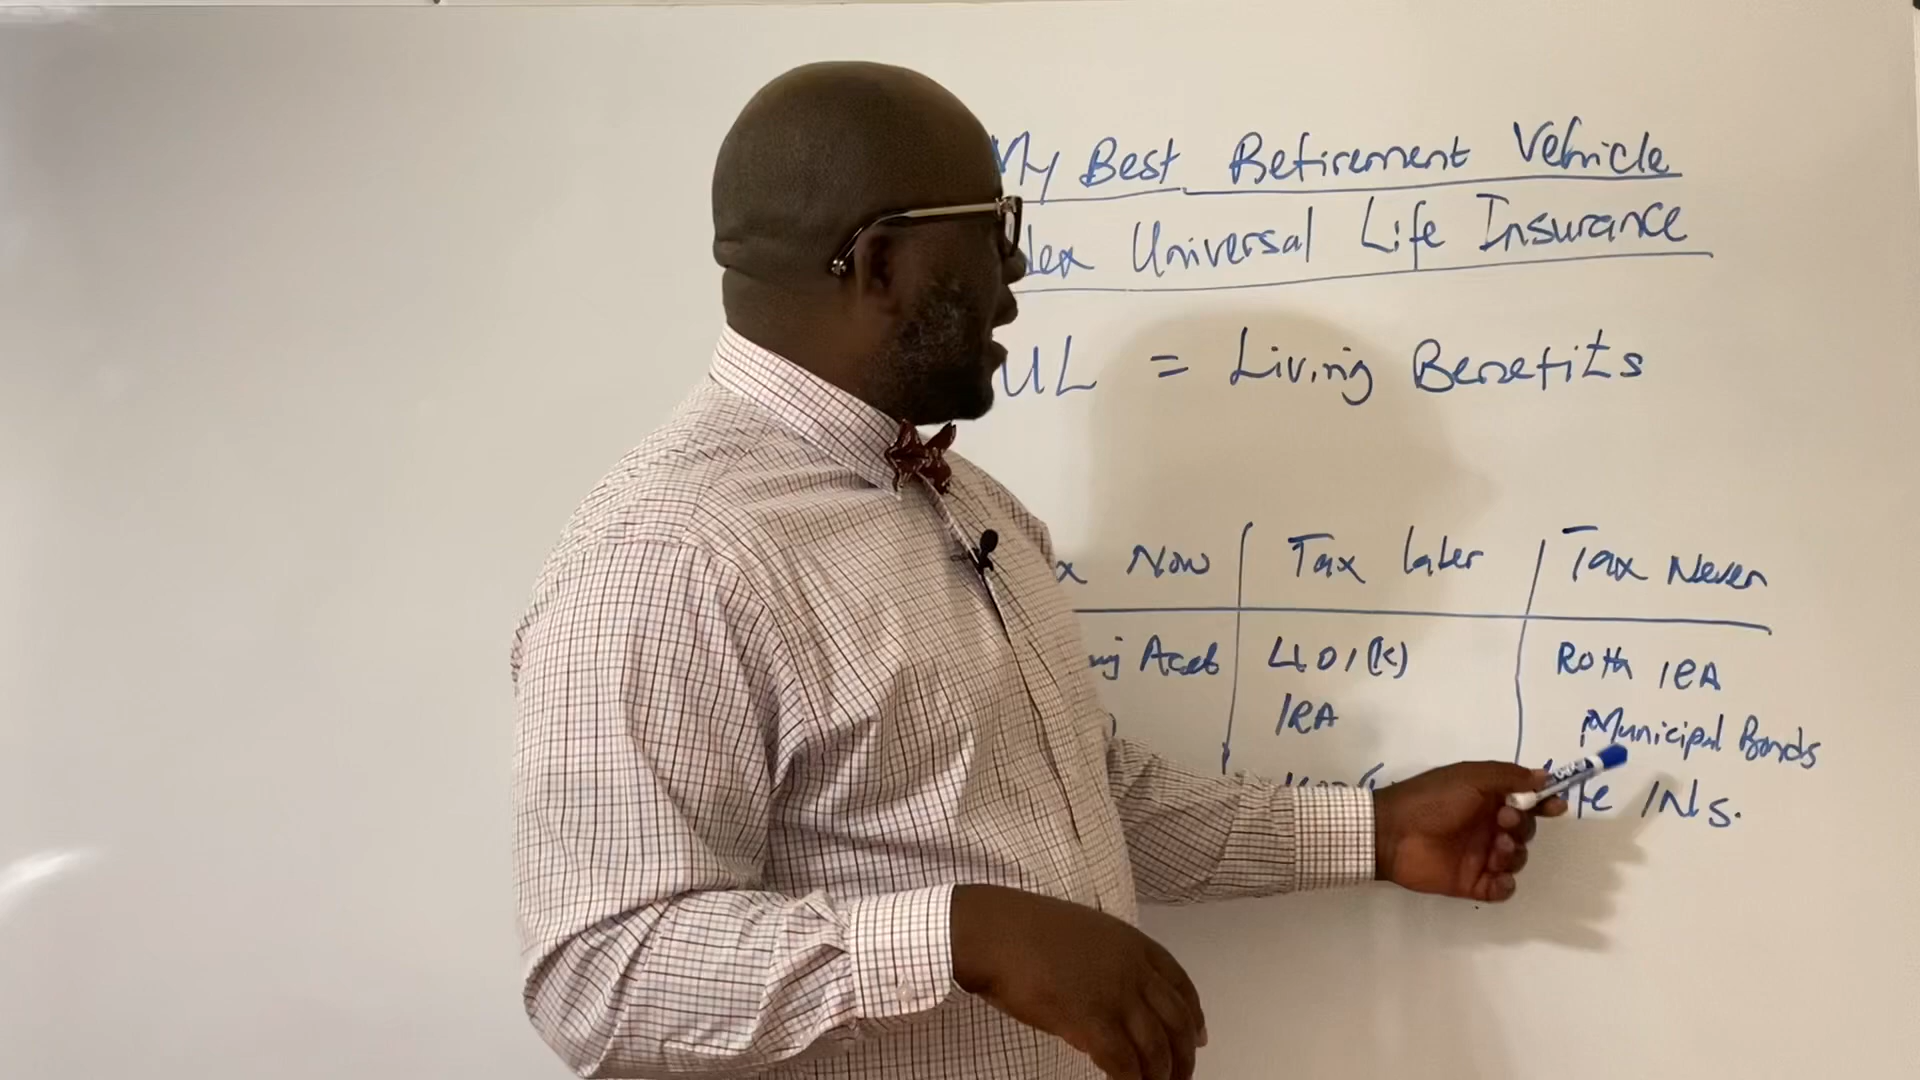 My Best Retirement Vehicle
dex Universal Life Insurance
UL = Living Benefits
x Now Tax later Tax Never
ng Acct 401(k) Roth IRA
IRA Municipal Bonds
ife INs.